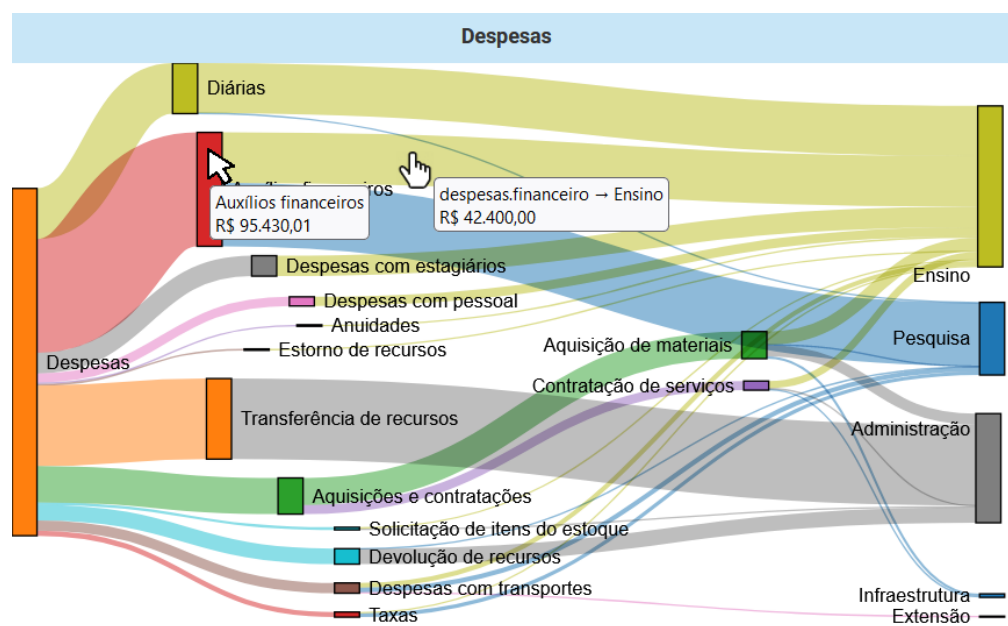 Despesas
Diárias
Auxílios financeiros
Auxílios financeiros
R$ 95.430,01
despesas.financeiro → Ensino
R$ 42.400,00
Despesas com estagiários
Ensino
Despesas com pessoal
Anuidades
Estorno de recursos
Aquisição de materiais
Pesquisa
Despesas
Contratação de serviços
Transferência de recursos
Administração
Aquisições e contratações
Solicitação de itens do estoque
Devolução de recursos
Despesas com transportes
Infraestrutura
Taxas
Extensão